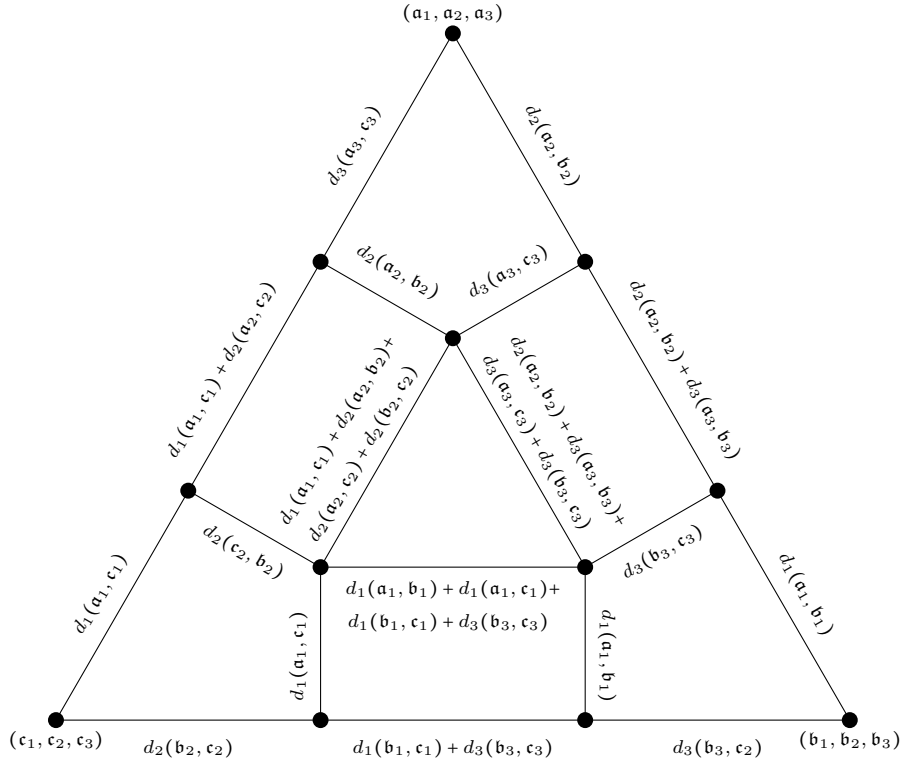 (𝔞₁, 𝔞₂, 𝔞₃)
d₃(𝔞₃, 𝔠₃)
d₂(𝔞₂, 𝔟₂)
d₂(𝔞₂, 𝔟₂)
d₃(𝔞₃, 𝔠₃)
d₁(𝔞₁, 𝔠₁) + d₂(𝔞₂, 𝔠₂)
d₁(𝔞₁, 𝔠₁) + d₂(𝔞₂, 𝔟₂)+
d₂(𝔞₂, 𝔠₂) + d₂(𝔟₂, 𝔠₂)
d₂(𝔞₂, 𝔟₂) + d₃(𝔞₃, 𝔟₃)+
d₃(𝔞₃, 𝔠₃) + d₃(𝔟₃, 𝔠₃)
d₂(𝔞₂, 𝔟₂) + d₃(𝔞₃, 𝔟₃)
d₂(𝔠₂, 𝔟₂)
d₃(𝔟₃, 𝔠₃)
d₁(𝔞₁, 𝔠₁)
d₁(𝔞₁, 𝔟₁)
d₁(𝔞₁, 𝔟₁) + d₁(𝔞₁, 𝔠₁)+
d₁(𝔟₁, 𝔠₁) + d₃(𝔟₃, 𝔠₃)
d₁(𝔞₁, 𝔠₁)
d₁(𝔞₁, 𝔟₁)
(𝔠₁, 𝔠₂, 𝔠₃)
d₂(𝔟₂, 𝔠₂)
d₁(𝔟₁, 𝔠₁) + d₃(𝔟₃, 𝔠₃)
d₃(𝔟₃, 𝔠₂)
(𝔟₁, 𝔟₂, 𝔟₃)